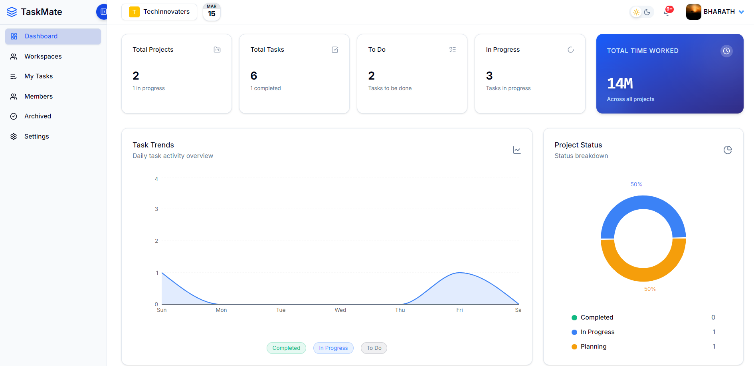 TaskMate
T
TechInnovaters
MAR
15
9+
BHARATH
Dashboard
Workspaces
My Tasks
Members
Archived
Settings
Total Projects
2
1 in progress
Total Tasks
6
1 completed
To Do
2
Tasks to be done
In Progress
3
Tasks in progress
TOTAL TIME WORKED
14M
Across all projects
Task Trends
Daily task activity overview
4
3
2
1
0
Sun
Mon
Tue
Wed
Thu
Fri
Sa
Completed
In Progress
To Do
Project Status
Status breakdown
50%
50%
Completed 0
In Progress 1
Planning 1